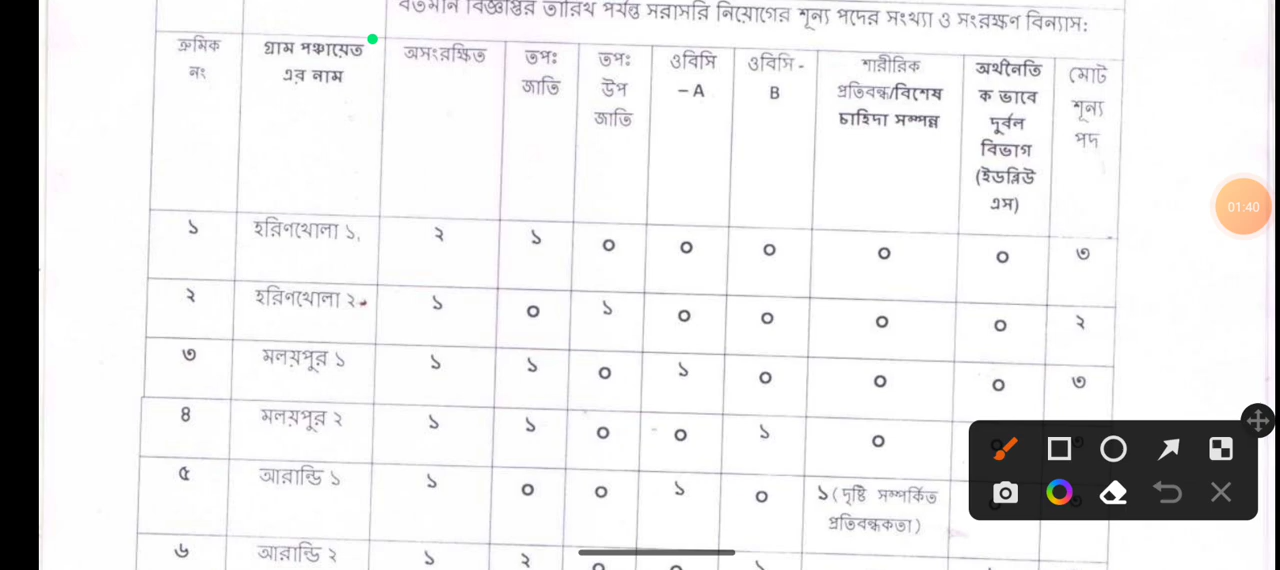 বর্তমান বিজ্ঞপ্তির তারিখ পর্যন্ত সরাসরি নিয়োগের শূন্য পদের সংখ্যা ও সংরক্ষণ বিন্যাস:
ক্রমিক নং
গ্রাম পঞ্চায়েত এর নাম
অসংরক্ষিত
তপঃ জাতি
তপঃ উপ জাতি
ওবিসি -A
ওবিসি - B
শারীরিক প্রতিবন্ধ/বিশেষ চাহিদা সম্পন্ন
অর্থনৈতি ক ভাবে দুর্বল বিভাগ (ইডব্লিউ এস)
মোট শূন্য পদ
১ হরিণখোলা ১, ২ ১ ০ ০ ০ ০ ০ ৩
২ হরিণখোলা ২ ১ ০ ১ ০ ০ ০ ০ ২
৩ মলয়পুর ১ ১ ১ ০ ১ ০ ০ ০ ৩
৪ মলয়পুর ২ ১ ১ ০ ০ ১ ০
৫ আরান্ডি ১ ১ ০ ০ ১ ০ ১ (দৃষ্টি সম্পর্কিত প্রতিবন্ধকতা)
৬ আরান্ডি ২ ১ ২ ০ ০ ১
01:40